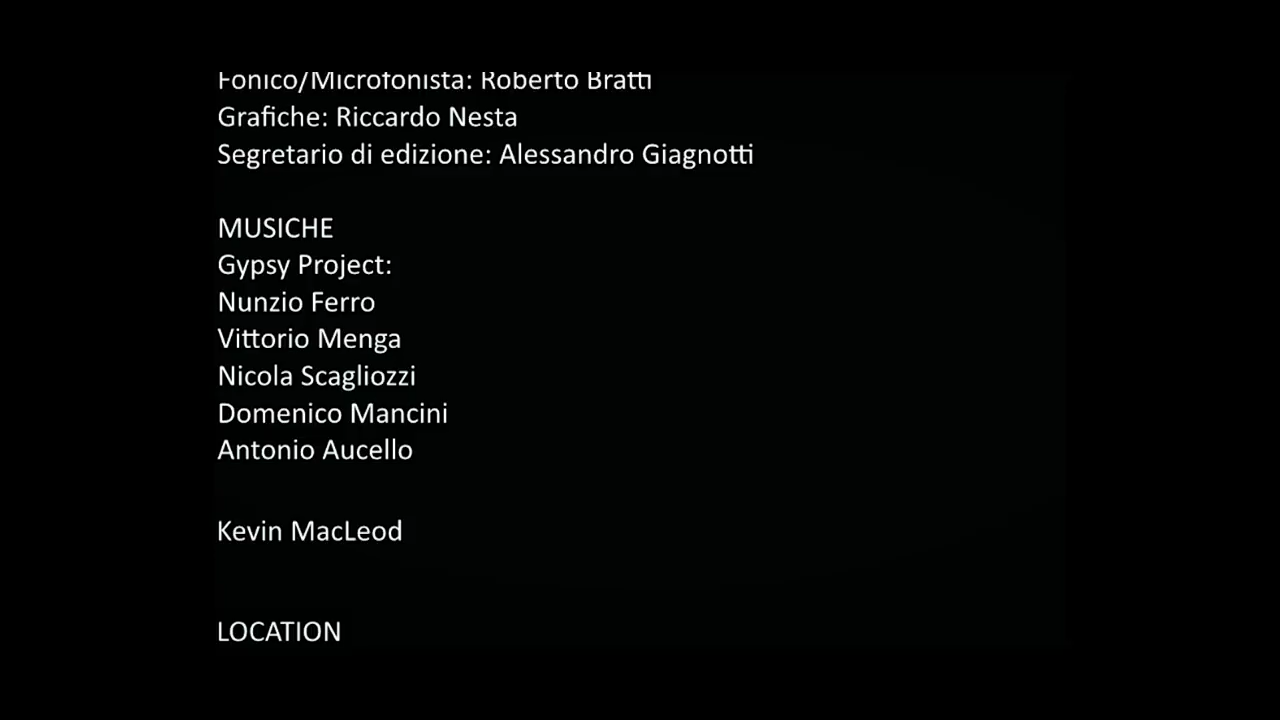 Fonico/Microfonista: Roberto Bratti
Grafiche: Riccardo Nesta
Segretario di edizione: Alessandro Giagnotti
MUSICHE
Gypsy Project:
Nunzio Ferro
Vittorio Menga
Nicola Scagliozzi
Domenico Mancini
Antonio Aucello
Kevin MacLeod
LOCATION